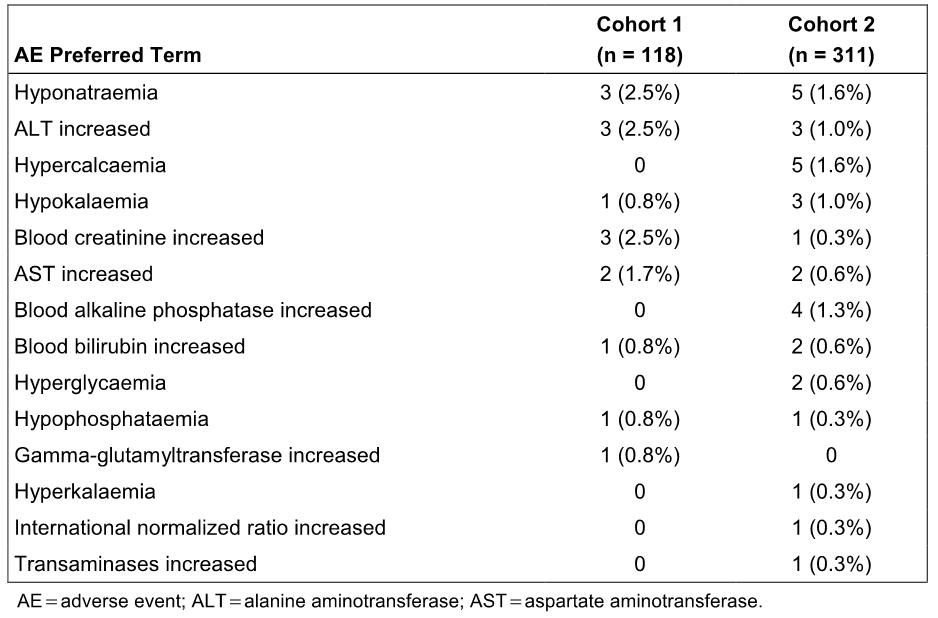 AE Preferred Term Cohort 1 (n = 118) Cohort 2 (n = 311)
Hyponatraemia 3 (2.5%) 5 (1.6%)
ALT increased 3 (2.5%) 3 (1.0%)
Hypercalcaemia 0 5 (1.6%)
Hypokalaemia 1 (0.8%) 3 (1.0%)
Blood creatinine increased 3 (2.5%) 1 (0.3%)
AST increased 2 (1.7%) 2 (0.6%)
Blood alkaline phosphatase increased 0 4 (1.3%)
Blood bilirubin increased 1 (0.8%) 2 (0.6%)
Hyperglycaemia 0 2 (0.6%)
Hypophosphataemia 1 (0.8%) 1 (0.3%)
Gamma-glutamyltransferase increased 1 (0.8%) 0
Hyperkalaemia 0 1 (0.3%)
International normalized ratio increased 0 1 (0.3%)
Transaminases increased 0 1 (0.3%)
AE = adverse event; ALT = alanine aminotransferase; AST = aspartate aminotransferase.